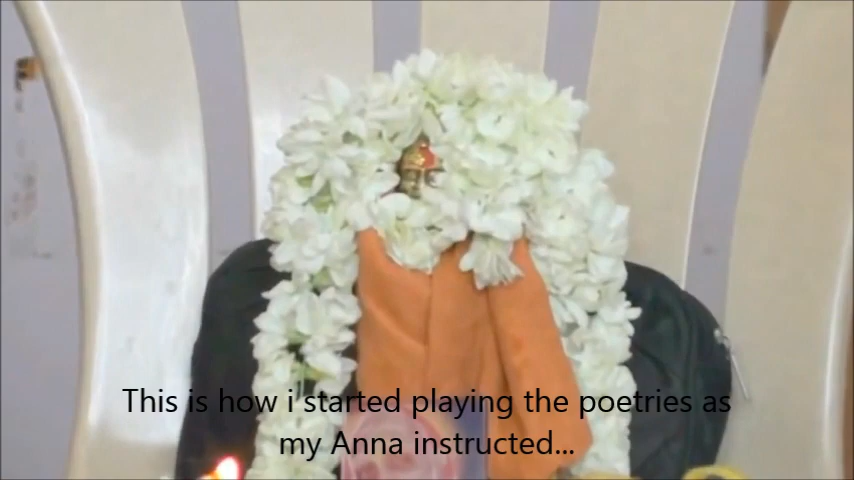 This is how i started playing the poetries as
my Anna instructed...